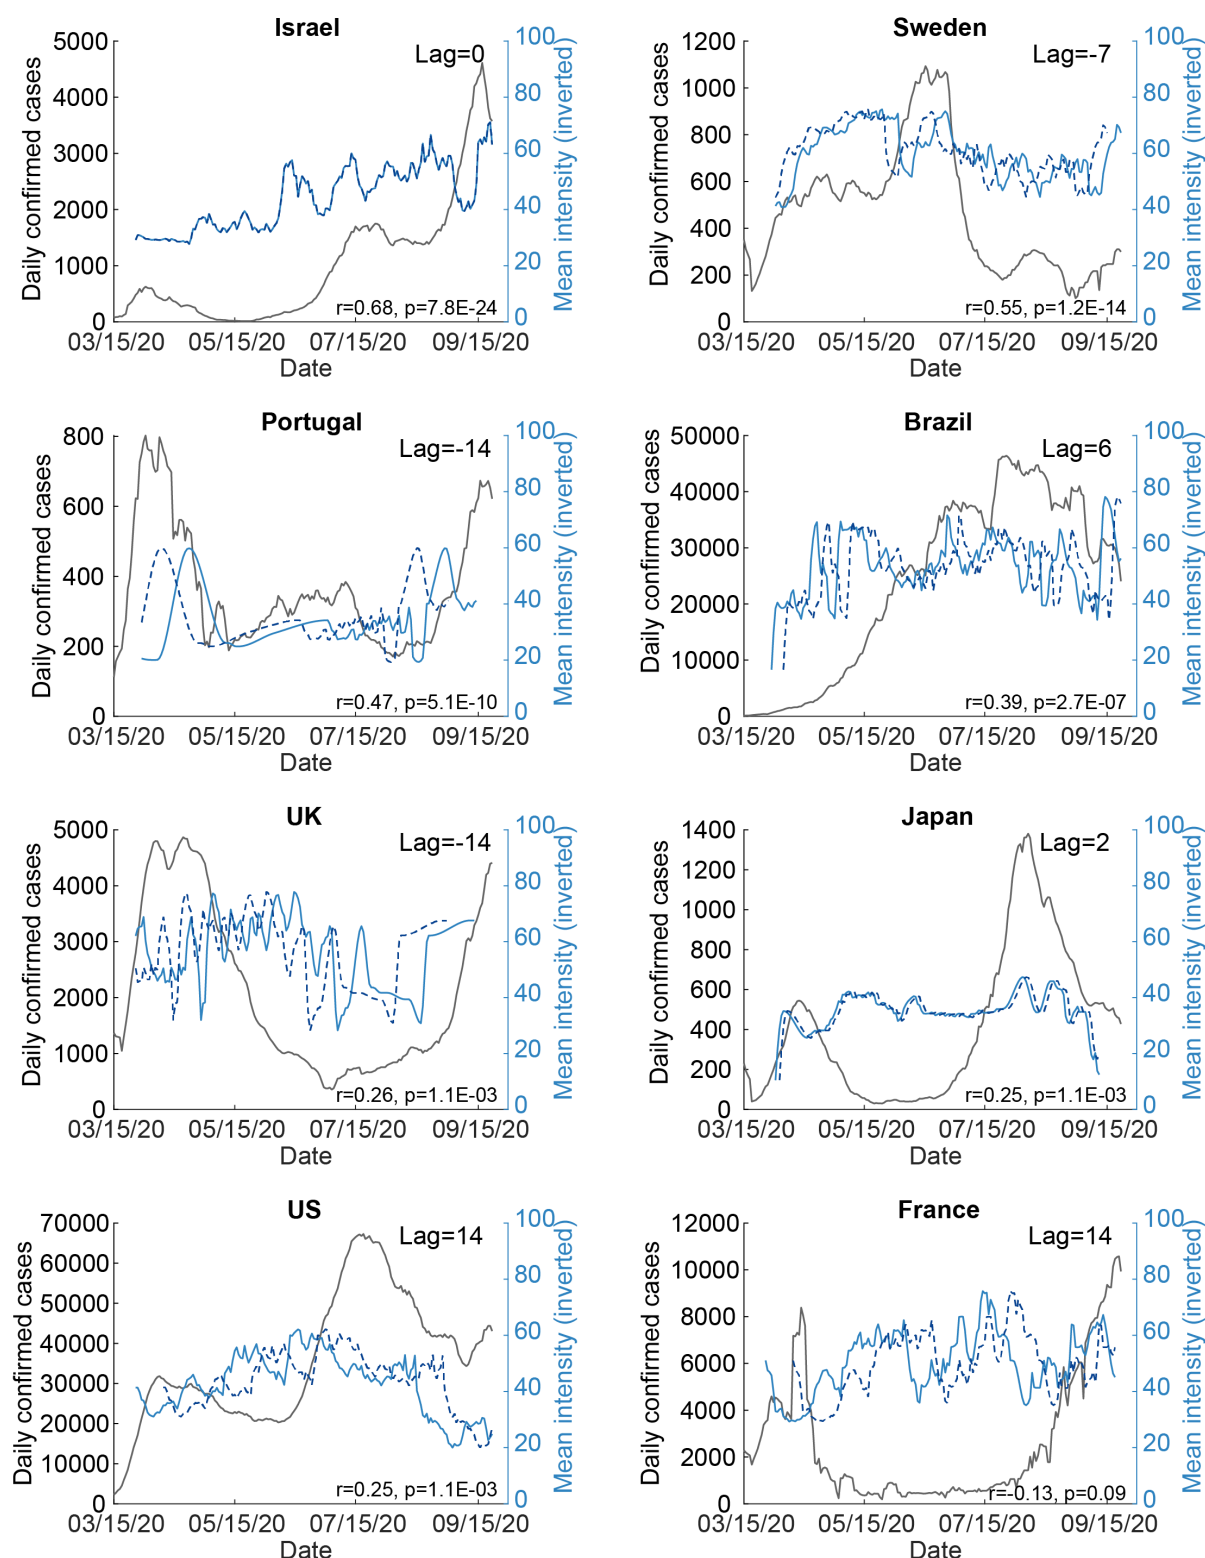 Israel
Lag=0
Daily confirmed cases
5000
4000
3000
2000
1000
0
Mean intensity (inverted)
100
80
60
40
20
0
r=0.68, p=7.8E-24
03/15/20 05/15/20 07/15/20 09/15/20
Date
Sweden
Lag=-7
Daily confirmed cases
1200
1000
800
600
400
200
0
Mean intensity (inverted)
100
80
60
40
20
0
r=0.55, p=1.2E-14
03/15/20 05/15/20 07/15/20 09/15/20
Date
Portugal
Lag=-14
Daily confirmed cases
800
600
400
200
0
Mean intensity (inverted)
100
80
60
40
20
0
r=0.47, p=5.1E-10
03/15/20 05/15/20 07/15/20 09/15/20
Date
Brazil
Lag=6
Daily confirmed cases
50000
40000
30000
20000
10000
0
Mean intensity (inverted)
100
80
60
40
20
0
r=0.39, p=2.7E-07
03/15/20 05/15/20 07/15/20 09/15/20
Date
UK
Lag=-14
Daily confirmed cases
5000
4000
3000
2000
1000
0
Mean intensity (inverted)
100
80
60
40
20
0
r=0.26, p=1.1E-03
03/15/20 05/15/20 07/15/20 09/15/20
Date
Japan
Lag=2
Daily confirmed cases
1400
1200
1000
800
600
400
200
0
Mean intensity (inverted)
100
80
60
40
20
0
r=0.25, p=1.1E-03
03/15/20 05/15/20 07/15/20 09/15/20
Date
US
Lag=14
Daily confirmed cases
70000
60000
50000
40000
30000
20000
10000
0
Mean intensity (inverted)
100
80
60
40
20
0
r=0.25, p=1.1E-03
03/15/20 05/15/20 07/15/20 09/15/20
Date
France
Lag=14
Daily confirmed cases
12000
10000
8000
6000
4000
2000
0
Mean intensity (inverted)
100
80
60
40
20
0
r=-0.13, p=0.09
03/15/20 05/15/20 07/15/20 09/15/20
Date